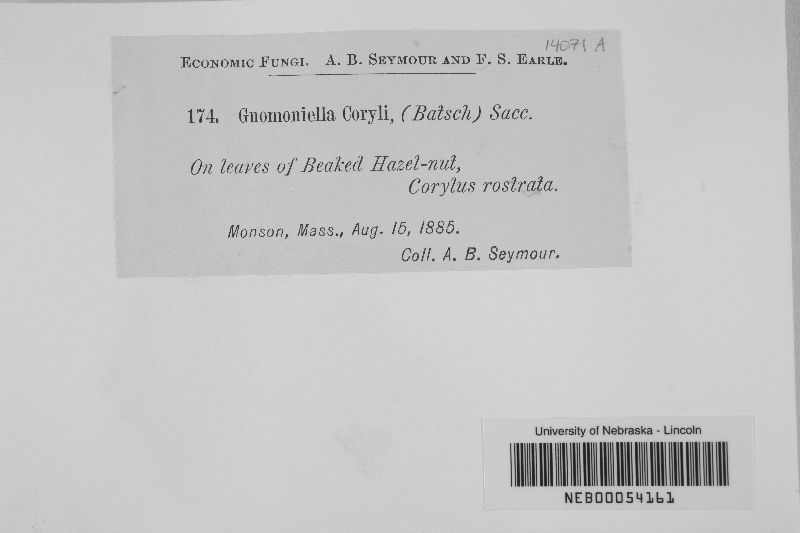 14071 A
Economic Fungi. A. B. Seymour and F. S. Earle.
174. Gnomoniella Coryli, (Batsch) Sacc.
On leaves of Beaked Hazel-nut,
Corylus rostrata.
Monson, Mass., Aug. 15, 1885.
Coll. A. B. Seymour.
University of Nebraska - Lincoln
NEB00054161